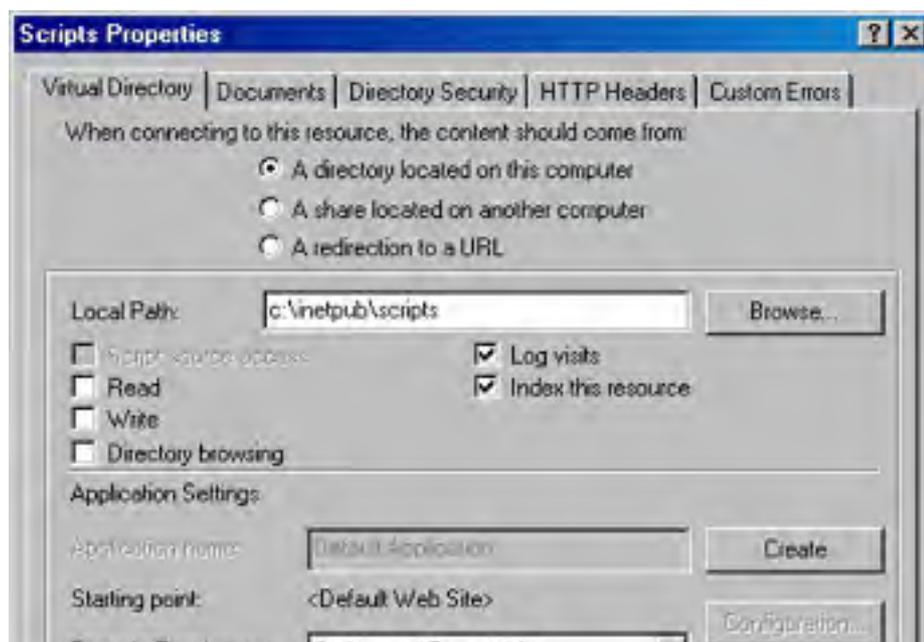 Scripts Properties
Virtual Directory Documents Directory Security HTTP Headers Custom Errors
When connecting to this resource, the content should come from:
A directory located on this computer
A share located on another computer
A redirection to a URL
Local Path: c:\inetpub\scripts Browse...
Script source access Log visits
Read Index this resource
Write
Directory browsing
Application Settings
Application name: Default Application Create
Starting point: <Default Web Site>
Configuration...